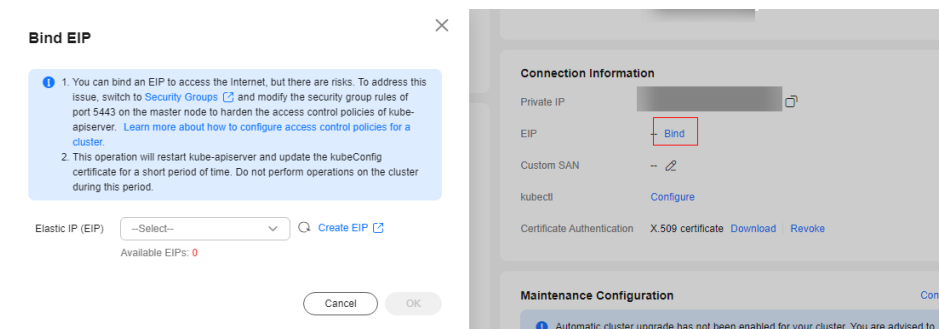 Bind EIP
1. You can bind an EIP to access the Internet, but there are risks. To address this
issue, switch to Security Groups and modify the security group rules of
port 5443 on the master node to harden the access control policies of kube-
apiserver. Learn more about how to configure access control policies for a
cluster.
2. This operation will restart kube-apiserver and update the kubeConfig
certificate for a short period of time. Do not perform operations on the cluster
during this period.
Elastic IP (EIP) --Select-- Create EIP
Available EIPs: 0
Cancel OK
Connection Information
Private IP
EIP -- Bind
Custom SAN --
kubectl Configure
Certificate Authentication X.509 certificate Download Revoke
Maintenance Configuration Con
Automatic cluster upgrade has not been enabled for your cluster. You are advised to